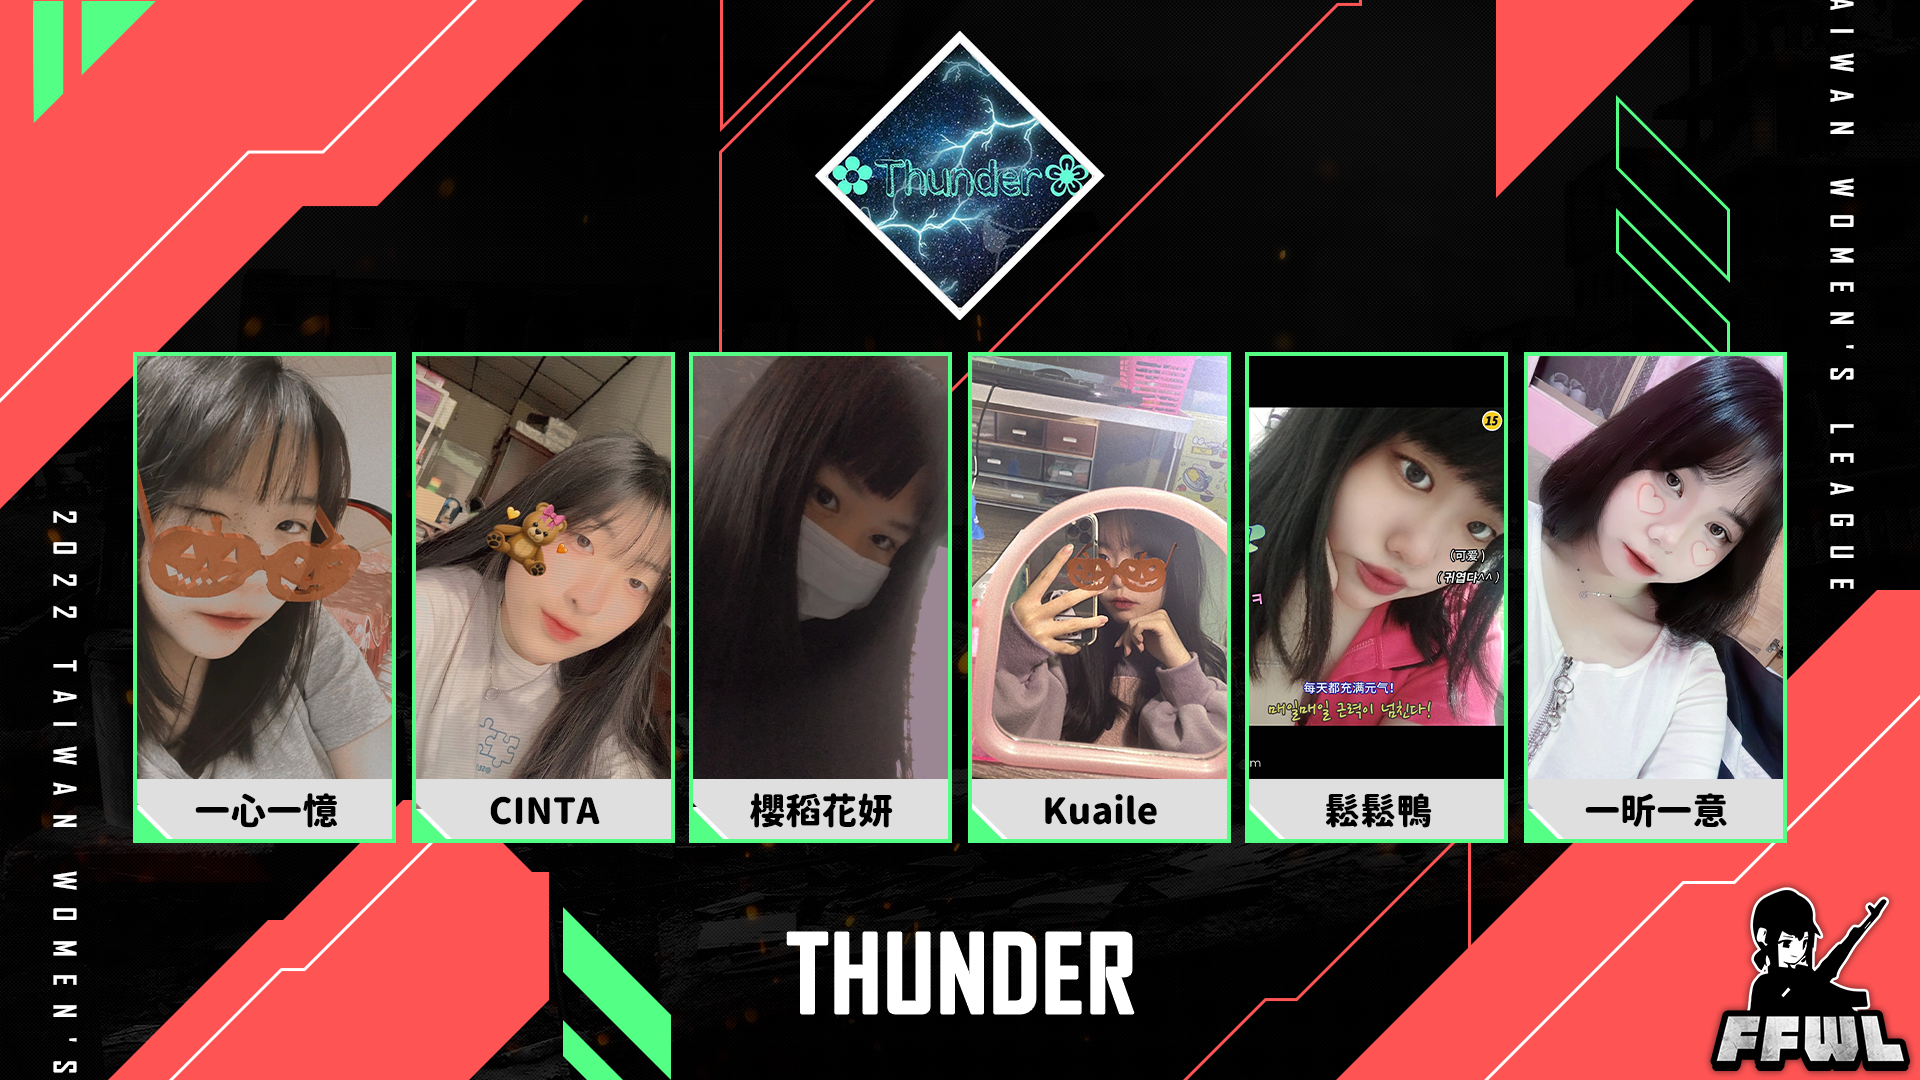 Thunder
AIWAN WOMEN'S LEAGUE
2022 TAIWAN WOMEN'S
15
(可爱)
(귀엽다^^)
ㅋ
每天都充满元气!
매일매일 근력이 넘친다!
m
一心一憶
CINTA
櫻稻花妍
Kuaile
鬆鬆鴨
一昕一意
THUNDER
FFWL